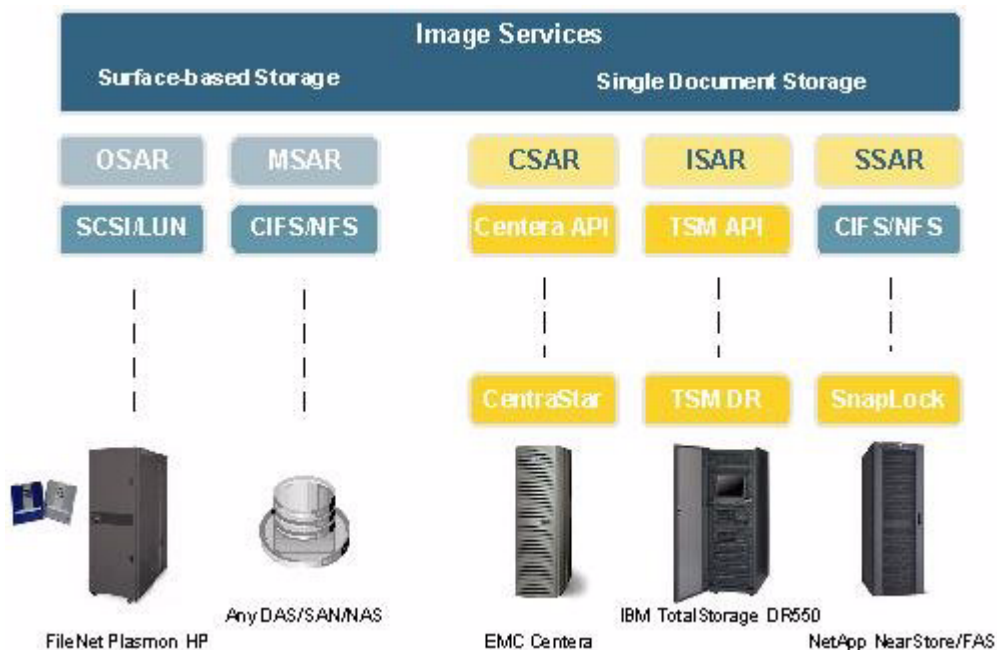 Image Services
Surface-based Storage Single Document Storage
OSAR MSAR CSAR ISAR SSAR
SCSI/LUN CIFS/NFS Centera API TSM API CIFS/NFS
CentraStar TSM DR SnapLock
Any DAS/SAN/NAS IBM TotalStorage DR550
FileNet Plasmon HP EMC Centera NetApp NearStore/FAS